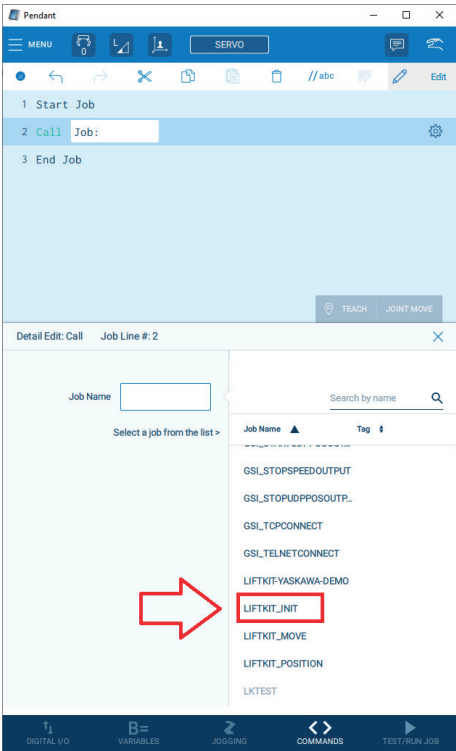 Pendant
MENU
0
L
SERVO
//abc
Edit
1 Start Job
2 Call Job:
3 End Job
TEACH JOINT MOVE
Detail Edit: Call Job Line #: 2
Job Name
Search by name
Select a job from the list >
Job Name Tag
GSI_STOPSPEEDOUTPUT
GSI_STOPUDPPOSOUTP...
GSI_TCPCONNECT
GSI_TELNETCONNECT
LIFTKIT-YASKAWA-DEMO
LIFTKIT_INIT
LIFTKIT_MOVE
LIFTKIT_POSITION
LKTEST
DIGITAL I/O
B=
VARIABLES
JOGGING
COMMANDS
TEST/RUN JOB